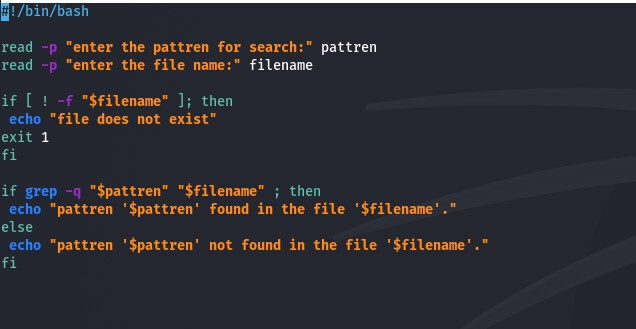 #!/bin/bash
read -p "enter the pattren for search:" pattren
read -p "enter the file name:" filename
if [ ! -f "$filename" ]; then
 echo "file does not exist"
exit 1
fi
if grep -q "$pattren" "$filename" ; then
 echo "pattren '$pattren' found in the file '$filename'."
else
 echo "pattren '$pattren' not found in the file '$filename'."
fi